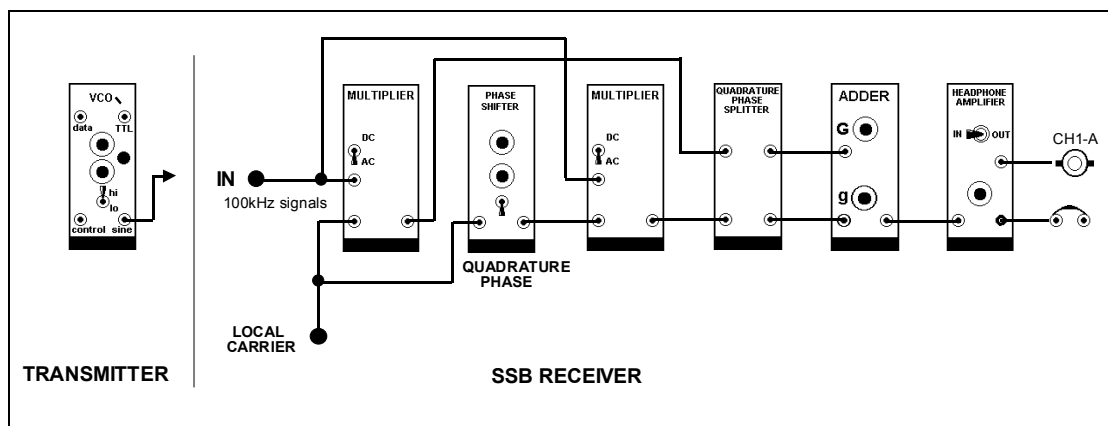 VCO
data
TTL
hi
lo
control
sine
TRANSMITTER
IN
100kHz signals
MULTIPLIER
DC
AC
PHASE
SHIFTER
QUADRATURE
PHASE
LOCAL
CARRIER
MULTIPLIER
DC
AC
QUADRATURE
PHASE
SPLITTER
ADDER
G
g
HEADPHONE
AMPLIFIER
IN
OUT
CH1-A
SSB RECEIVER